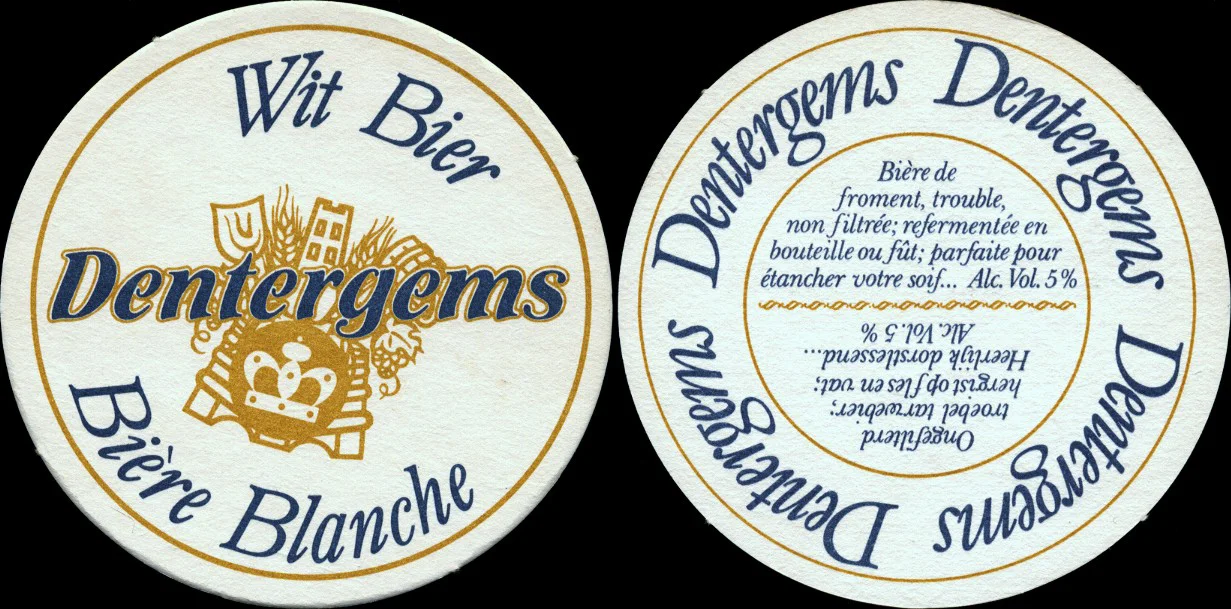 Wit Bier
Dentergems
Bière Blanche
Dentergems Dentergems Dentergems Dentergems Dentergems Dentergems
Bière de
froment, trouble,
non filtrée; refermentée en
bouteille ou fût; parfaite pour
étancher votre soif... Alc. Vol. 5%
Ongefilterd
troebel tarwebier;
hergist op fles en vat;
Heerlijk dorstlessend...
Alc. Vol. 5 %